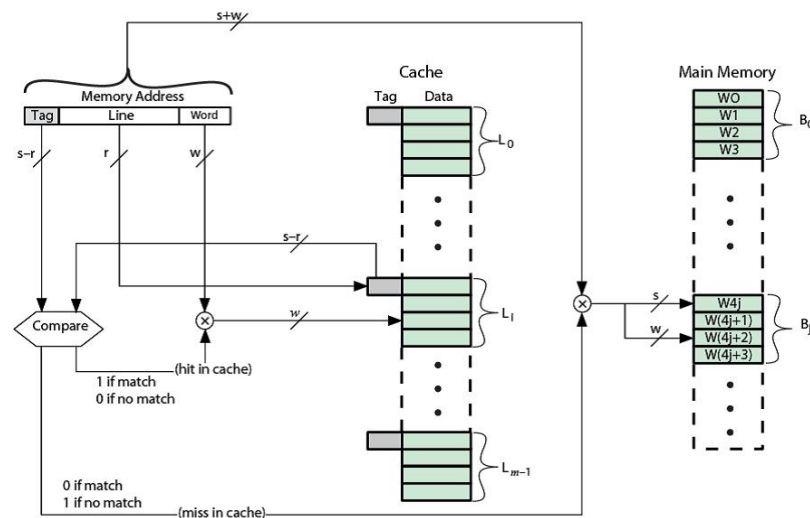 s+w
Cache
Main Memory
Memory Address
Tag Data
Tag Line Word
W0
W1
W2
W3
B0
L0
s–r
r
w
s–r
Compare
w
Li
s
w
W4j
W(4j+1)
W(4j+2)
W(4j+3)
Bj
(hit in cache)
1 if match
0 if no match
Lm–1
0 if match
1 if no match
(miss in cache)